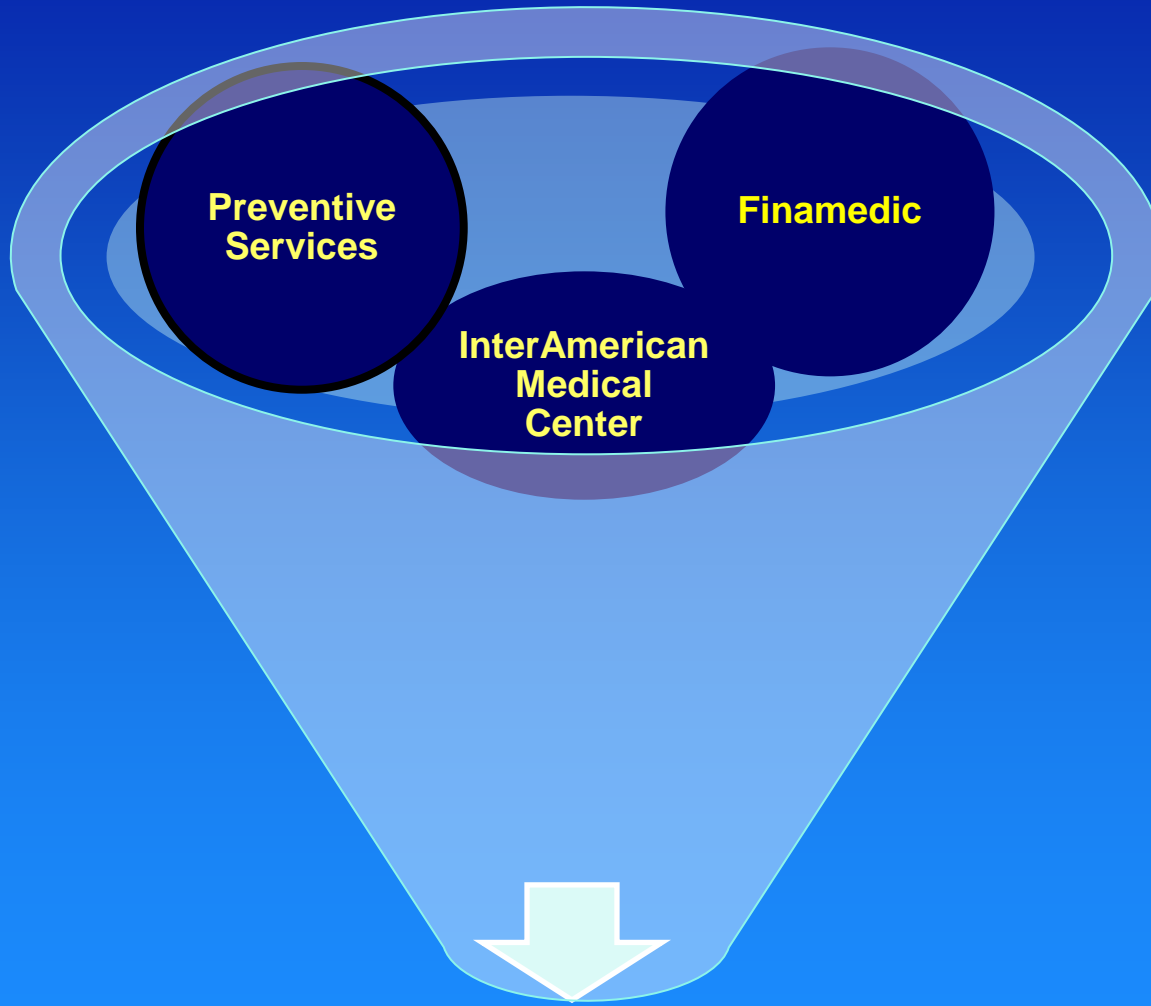 Preventive
Services
Finamedic
InterAmerican
Medical
Center